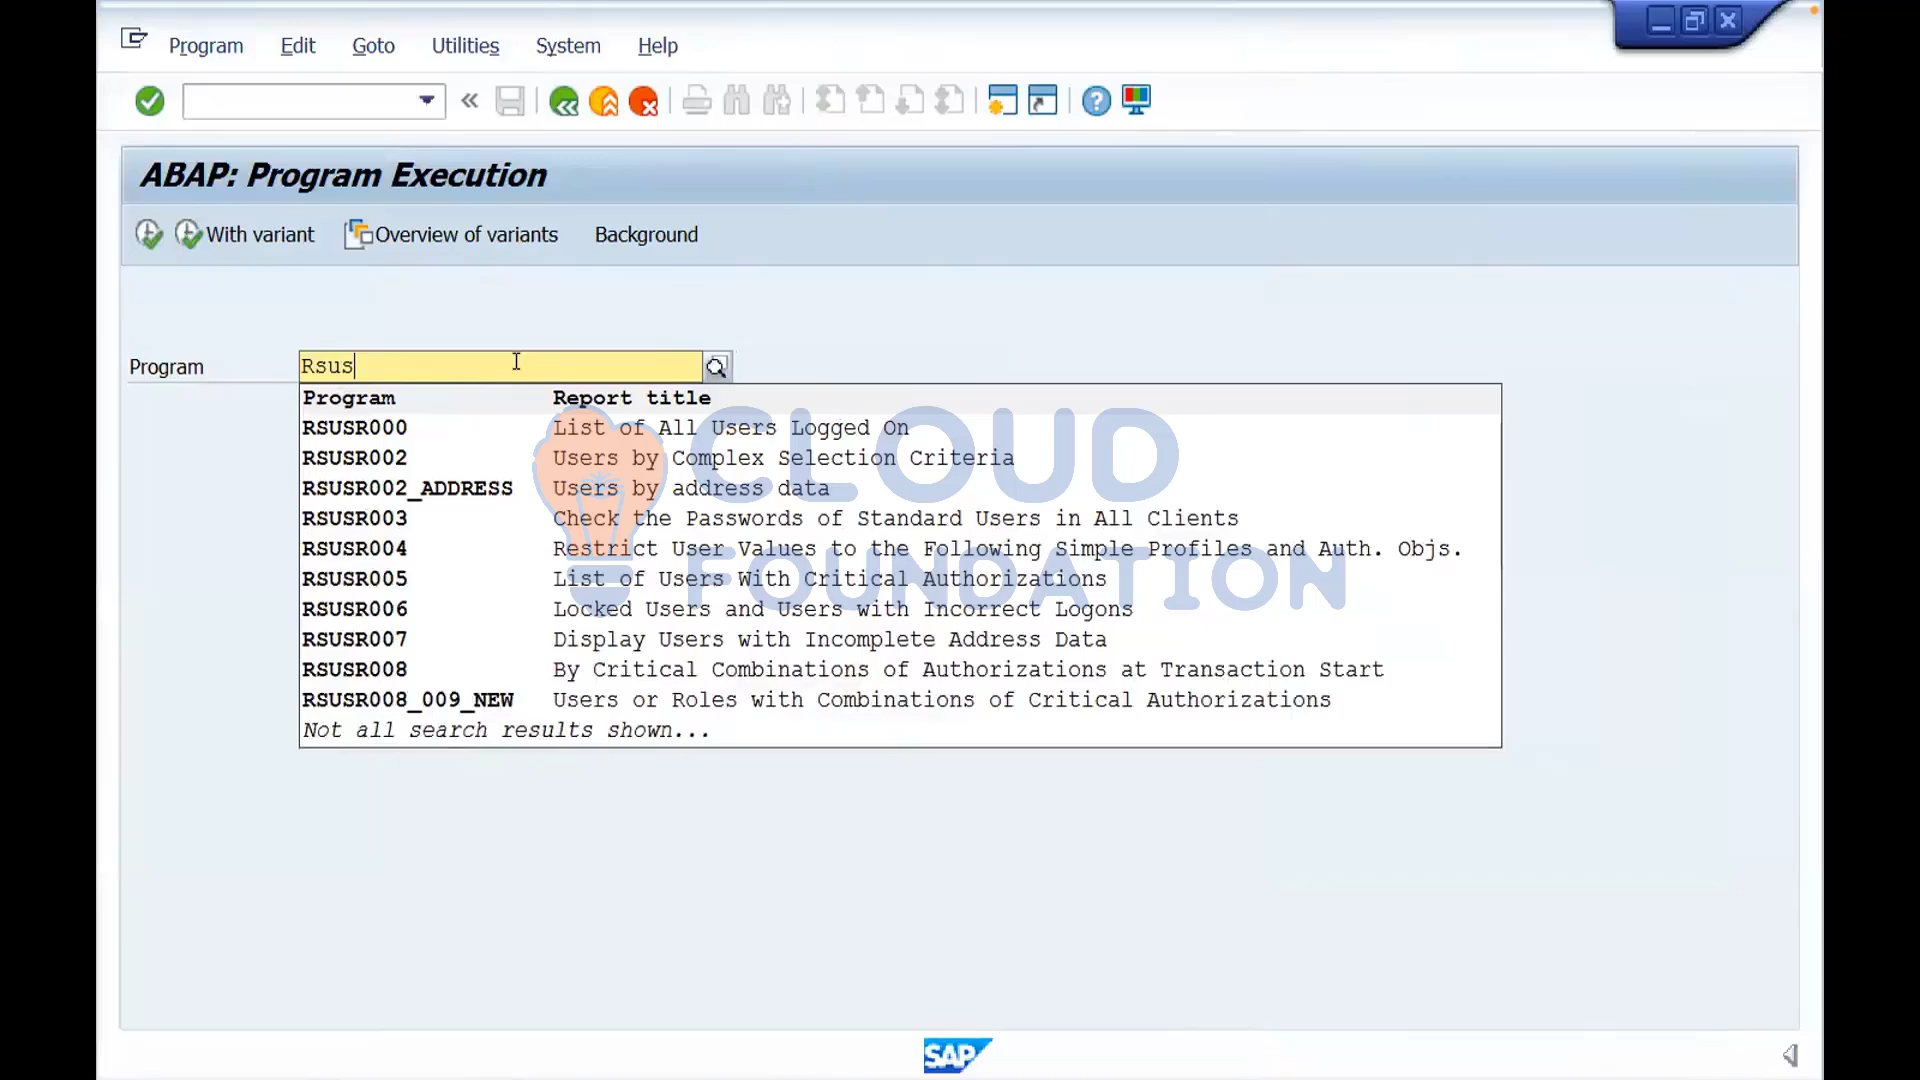 Program Edit Goto Utilities System Help
ABAP: Program Execution
With variant Overview of variants Background
Program Rsus
Program Report title
RSUSR000 List of All Users Logged On
RSUSR002 Users by Complex Selection Criteria
RSUSR002_ADDRESS Users by address data
RSUSR003 Check the Passwords of Standard Users in All Clients
RSUSR004 Restrict User Values to the Following Simple Profiles and Auth. Objs.
RSUSR005 List of Users With Critical Authorizations
RSUSR006 Locked Users and Users with Incorrect Logons
RSUSR007 Display Users with Incomplete Address Data
RSUSR008 By Critical Combinations of Authorizations at Transaction Start
RSUSR008_009_NEW Users or Roles with Combinations of Critical Authorizations
Not all search results shown...
CLOUD
FOUNDATION
SAP